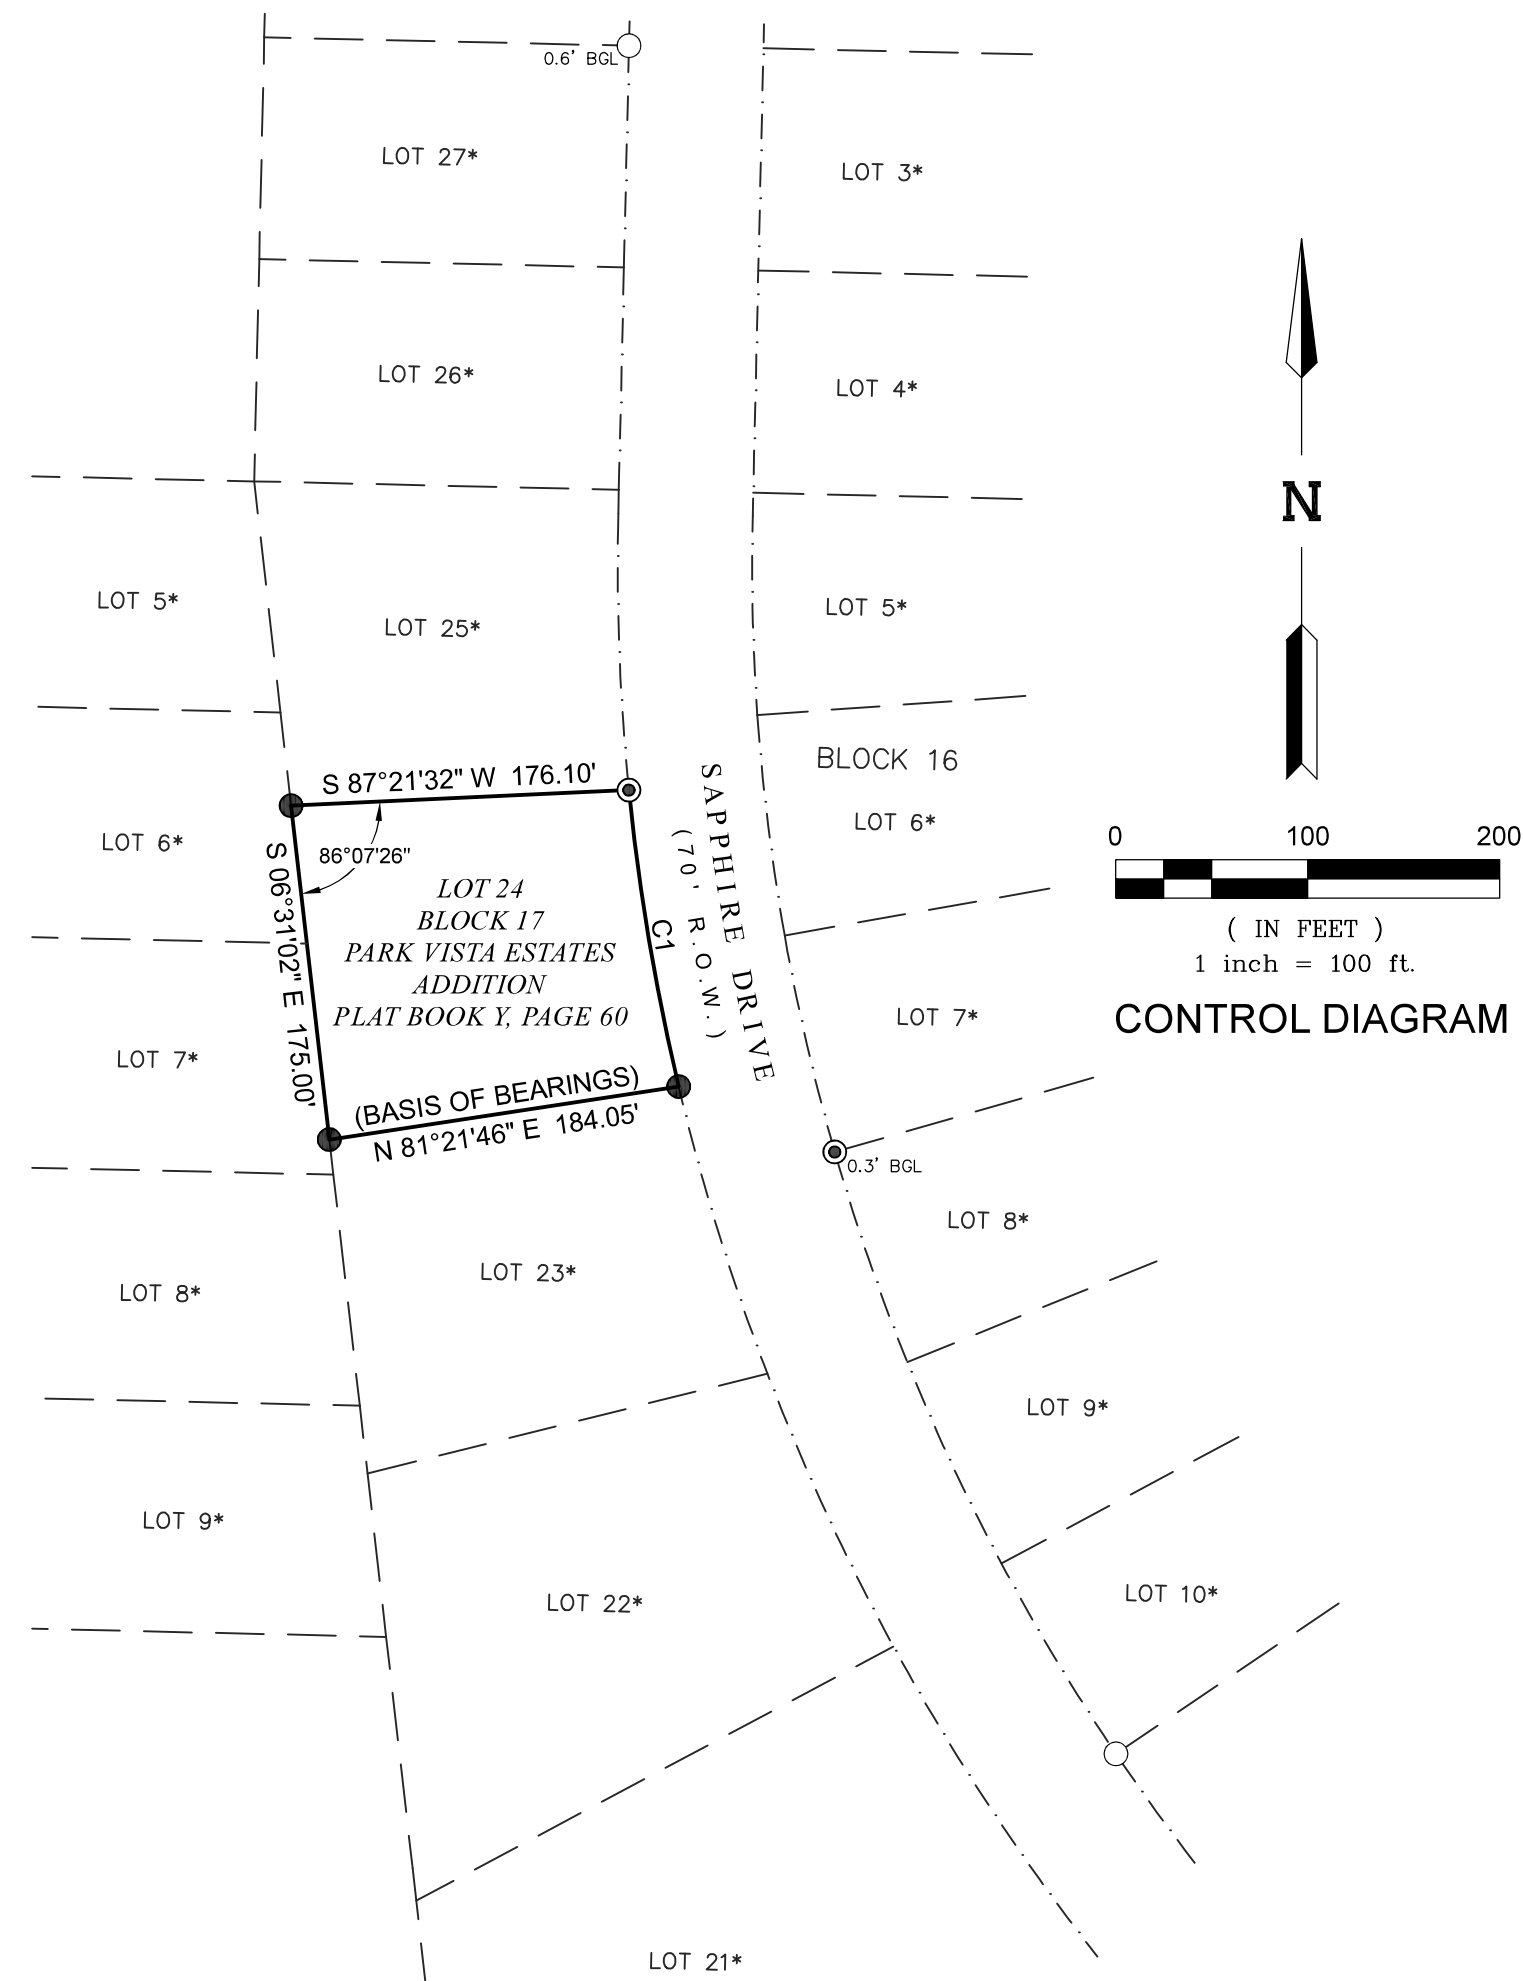 0.6' BGL
LOT 27*
LOT 3*
LOT 26*
LOT 4*
N
LOT 5*
LOT 25*
LOT 5*
BLOCK 16
S 87°21'32" W 176.10'
SAPPHIRE DRIVE
(70' R.O.W.)
LOT 6*
LOT 6*
0 100 200
( IN FEET )
1 inch = 100 ft.
CONTROL DIAGRAM
86°07'26"
S 06°31'02" E 175.00'
LOT 24
BLOCK 17
PARK VISTA ESTATES
ADDITION
PLAT BOOK Y, PAGE 60
C1
LOT 7*
LOT 7*
(BASIS OF BEARINGS)
N 81°21'46" E 184.05'
0.3' BGL
LOT 8*
LOT 23*
LOT 8*
LOT 9*
LOT 9*
LOT 22*
LOT 10*
LOT 21*